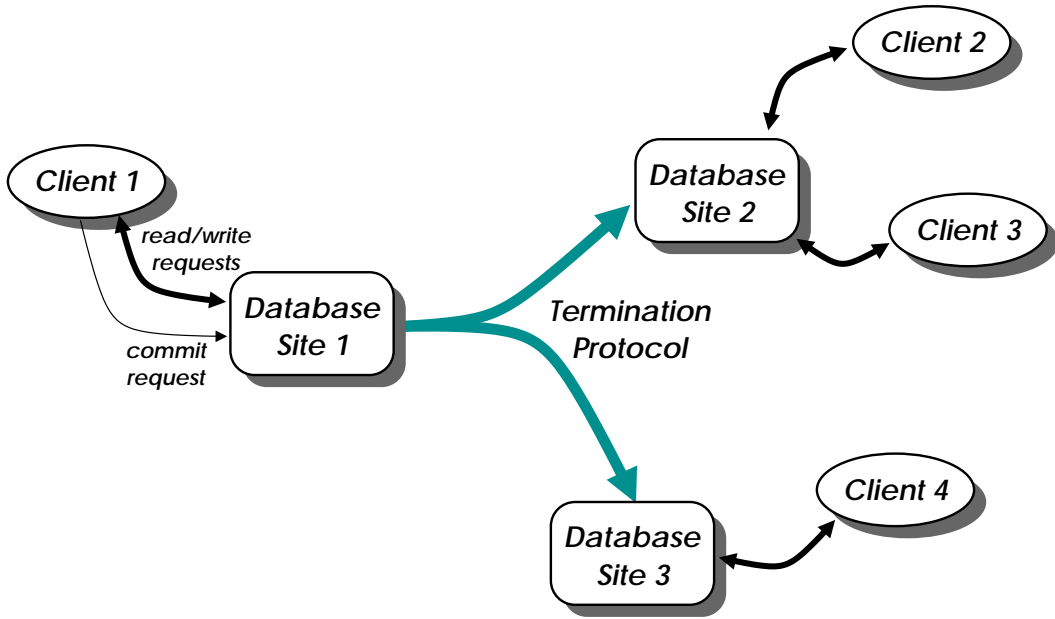 Client 2
Client 1
Database
Site 2
Client 3
read/write
requests
Database
Site 1
Termination
Protocol
commit
request
Client 4
Database
Site 3